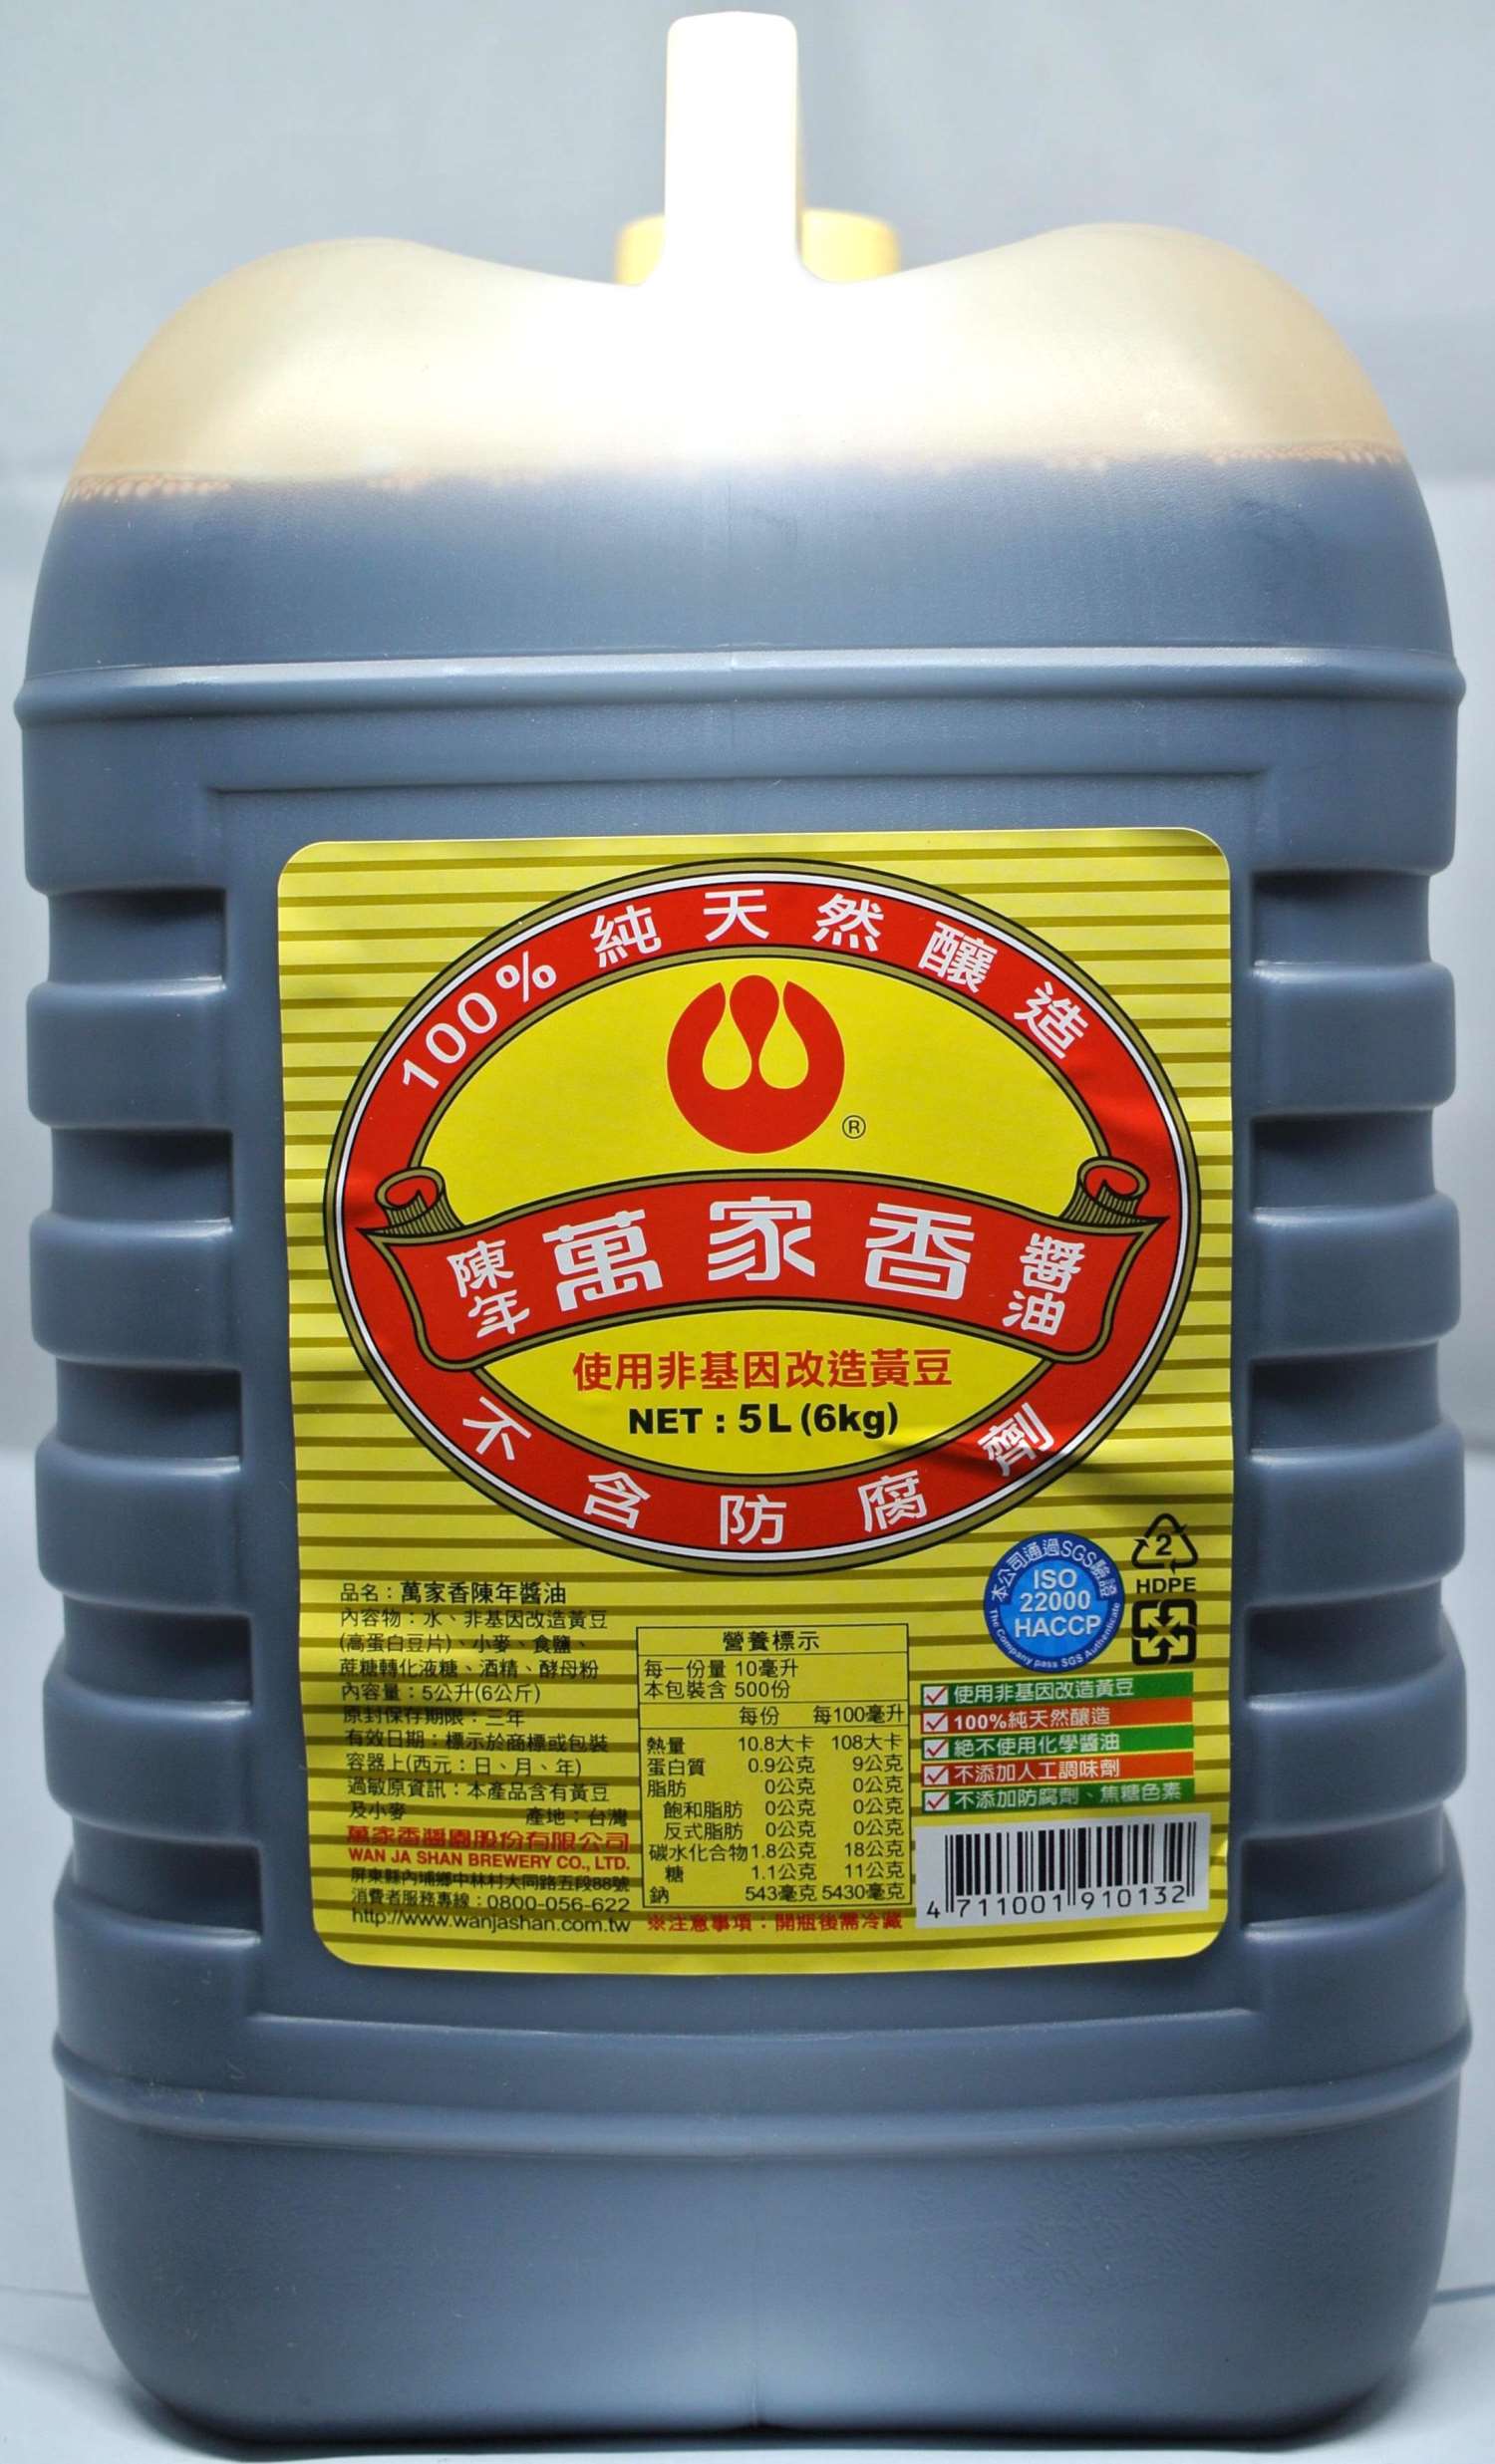 100%純天然釀造
®
陳年 萬家香 醬油
使用非基因改造黃豆
NET : 5L (6kg)
不含防腐劑
品名：萬家香陳年醬油
內容物：水、非基因改造黃豆
(高蛋白豆片)、小麥、食鹽、
蔗糖轉化液糖、酒精、酵母粉
內容量：5公升(6公斤)
原封保存期限：三年
有效日期：標示於商標或包裝
容器上(西元：日、月、年)
過敏原資訊：本產品含有黃豆
及小麥 產地：台灣
萬家香醬園股份有限公司
WAN JA SHAN BREWERY CO., LTD.
屏東縣內埔鄉中林村大同路五段88號
消費者服務專線：0800-056-622
http://www.wanjashan.com.tw
營養標示
每一份量 10毫升
本包裝含 500份
每份 每100毫升
熱量 10.8大卡 108大卡
蛋白質 0.9公克 9公克
脂肪 0公克 0公克
飽和脂肪 0公克 0公克
反式脂肪 0公克 0公克
碳水化合物 1.8公克 18公克
糖 1.1公克 11公克
鈉 543毫克 5430毫克
※注意事項：開瓶後需冷藏
本公司通過SGS驗證
ISO
22000
HACCP
The Company pass SGS Authenticate
2
HDPE
使用非基因改造黃豆
100%純天然釀造
絕不使用化學醬油
不添加人工調味劑
不添加防腐劑、焦糖色素
4 711001 910132